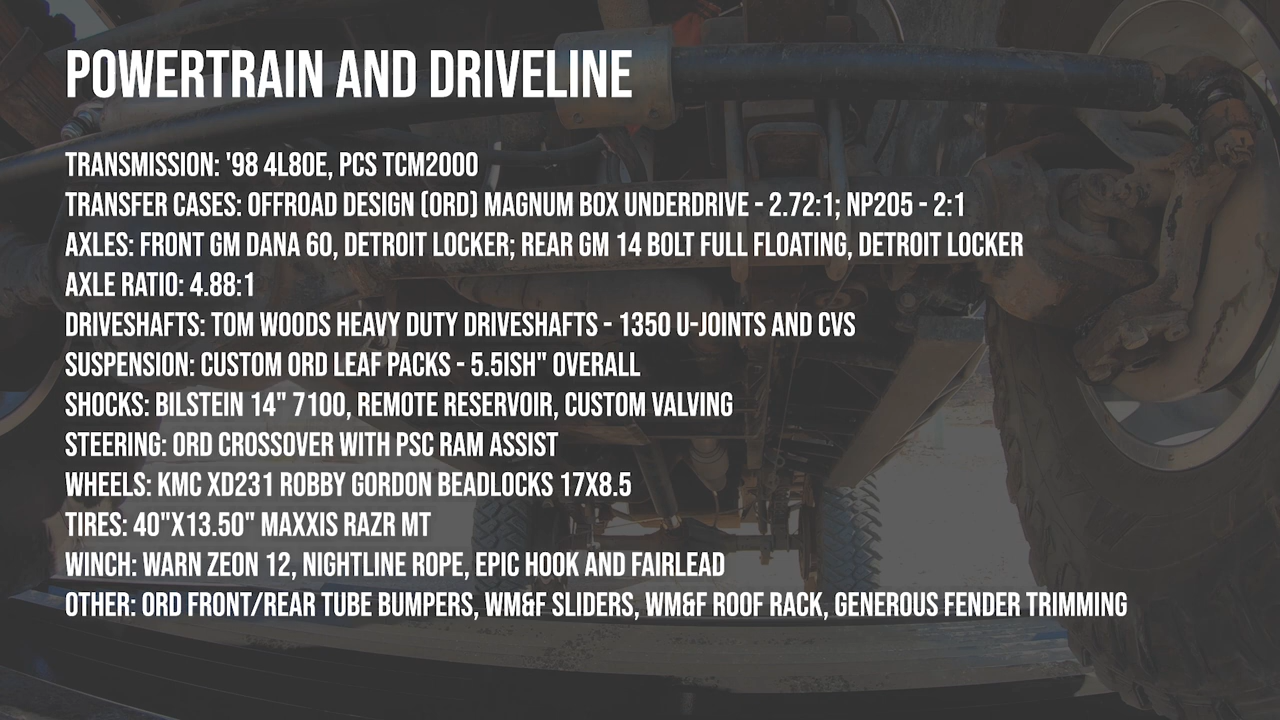 POWERTRAIN AND DRIVELINE
TRANSMISSION: '98 4L80E, PCS TCM2000
TRANSFER CASES: OFFROAD DESIGN (ORD) MAGNUM BOX UNDERDRIVE - 2.72:1; NP205 - 2:1
AXLES: FRONT GM DANA 60, DETROIT LOCKER; REAR GM 14 BOLT FULL FLOATING, DETROIT LOCKER
AXLE RATIO: 4.88:1
DRIVESHAFTS: TOM WOODS HEAVY DUTY DRIVESHAFTS - 1350 U-JOINTS AND CVS
SUSPENSION: CUSTOM ORD LEAF PACKS - 5.5ISH" OVERALL
SHOCKS: BILSTEIN 14" 7100, REMOTE RESERVOIR, CUSTOM VALVING
STEERING: ORD CROSSOVER WITH PSC RAM ASSIST
WHEELS: KMC XD231 ROBBY GORDON BEADLOCKS 17X8.5
TIRES: 40"X13.50" MAXXIS RAZR MT
WINCH: WARN ZEON 12, NIGHTLINE ROPE, EPIC HOOK AND FAIRLEAD
OTHER: ORD FRONT/REAR TUBE BUMPERS, WM&F SLIDERS, WM&F ROOF RACK, GENEROUS FENDER TRIMMING